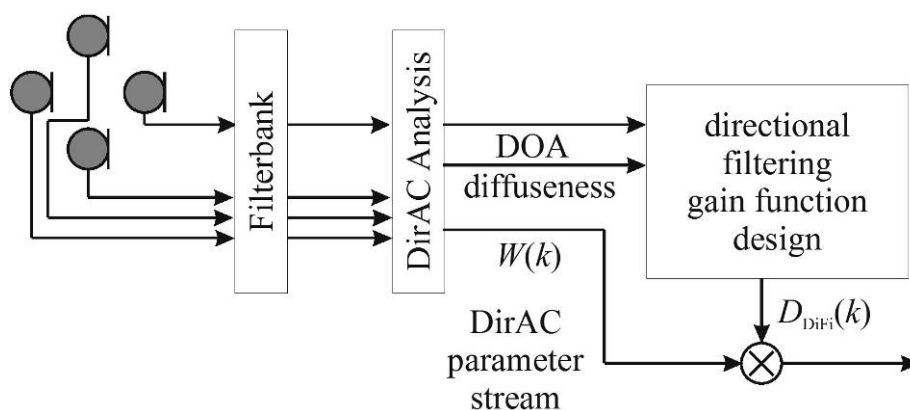 Filterbank
DirAC Analysis
DOA
diffuseness
W(k)
DirAC
parameter
stream
directional
filtering
gain function
design
D_DiFi(k)